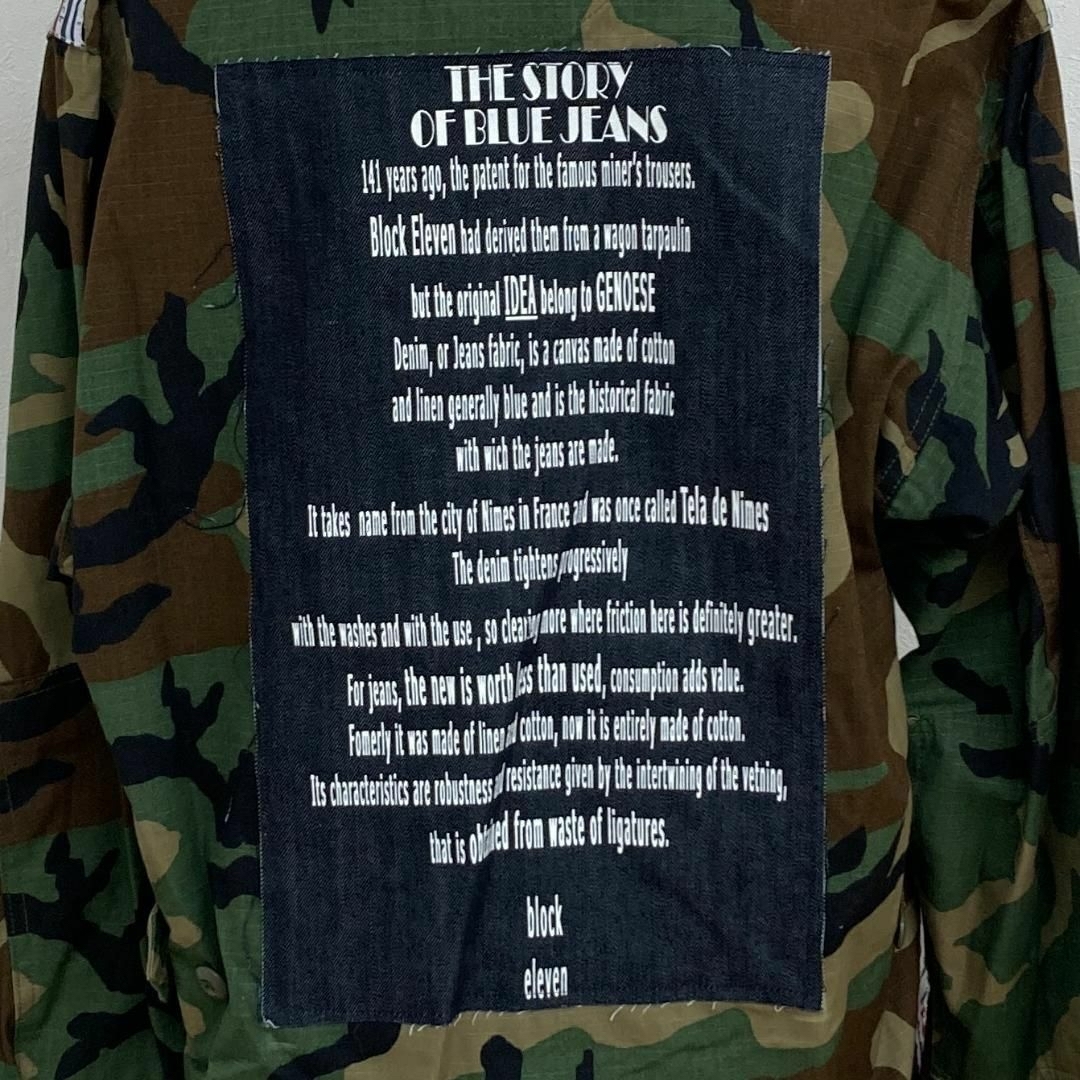 THE STORY
OF BLUE JEANS
141 years ago, the patent for the famous miner's trousers.
Block Eleven had derived them from a wagon tarpaulin
but the original IDEA belong to GENOESE
Denim, or Jeans fabric, is a canvas made of cotton
and linen generally blue and is the historical fabric
with wich the jeans are made.
It takes name from the city of Nimes in France and was once called Tela de Nimes
The denim tightens progressively
with the washes and with the use , so clearing more where friction here is definitely greater.
For jeans, the new is worth less than used, consumption adds value.
Fomerly it was made of linen and cotton, now it is entirely made of cotton.
Its characteristics are robustness and resistance given by the intertwining of the vetning,
that is obtained from waste of ligatures.
block
eleven